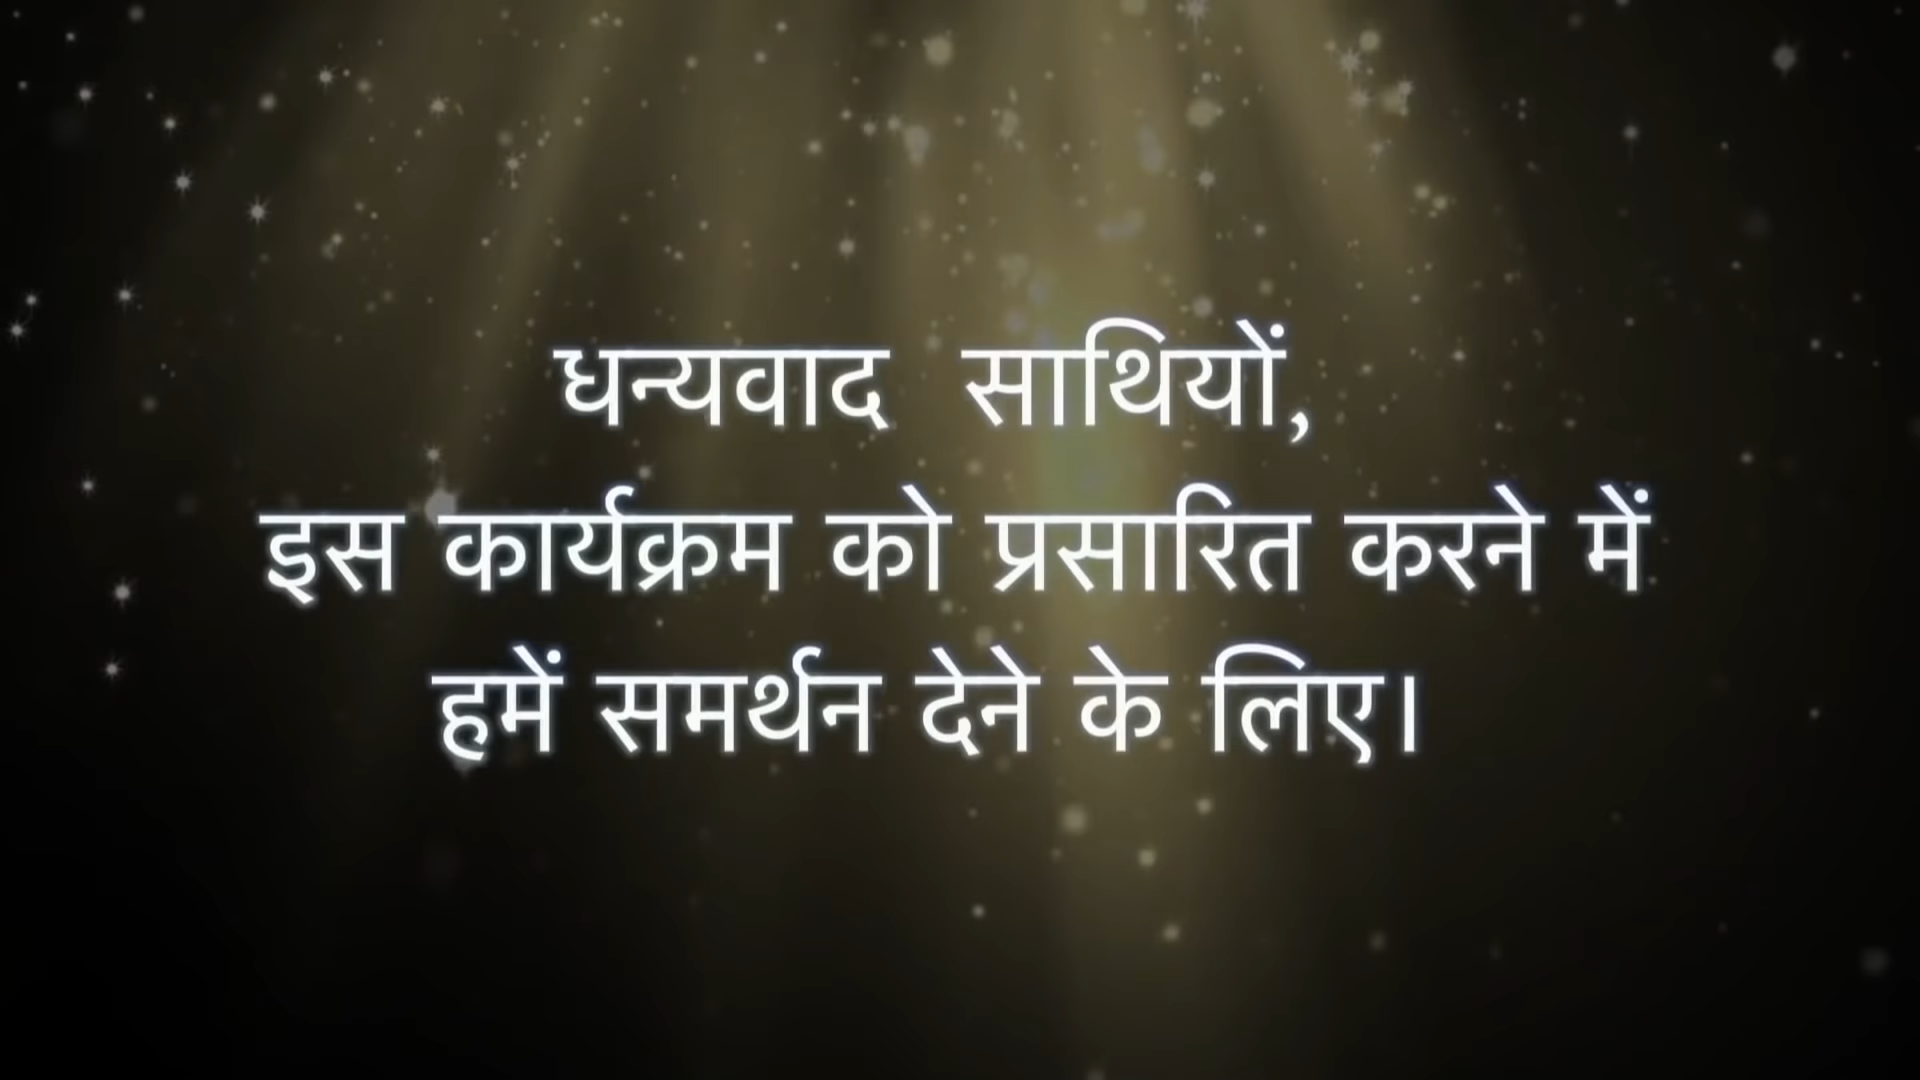 धन्यवाद साथियों,
इस कार्यक्रम को प्रसारित करने में
हमें समर्थन देने के लिए।